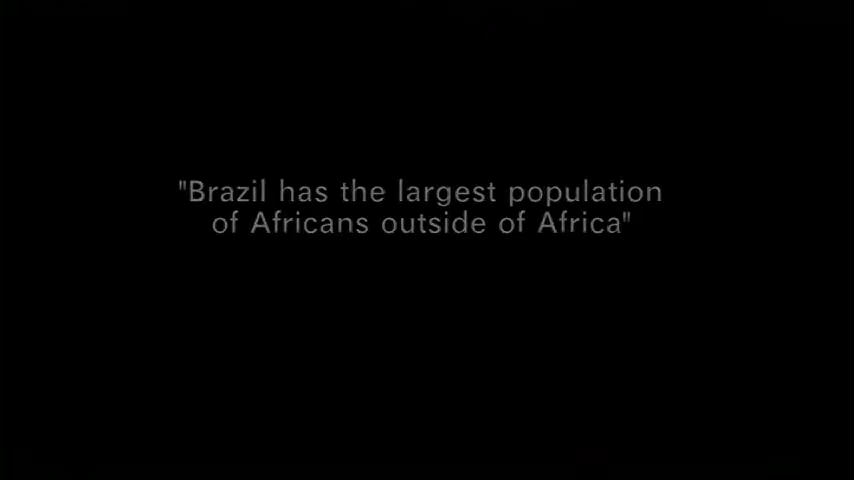 "Brazil has the largest population
of Africans outside of Africa"